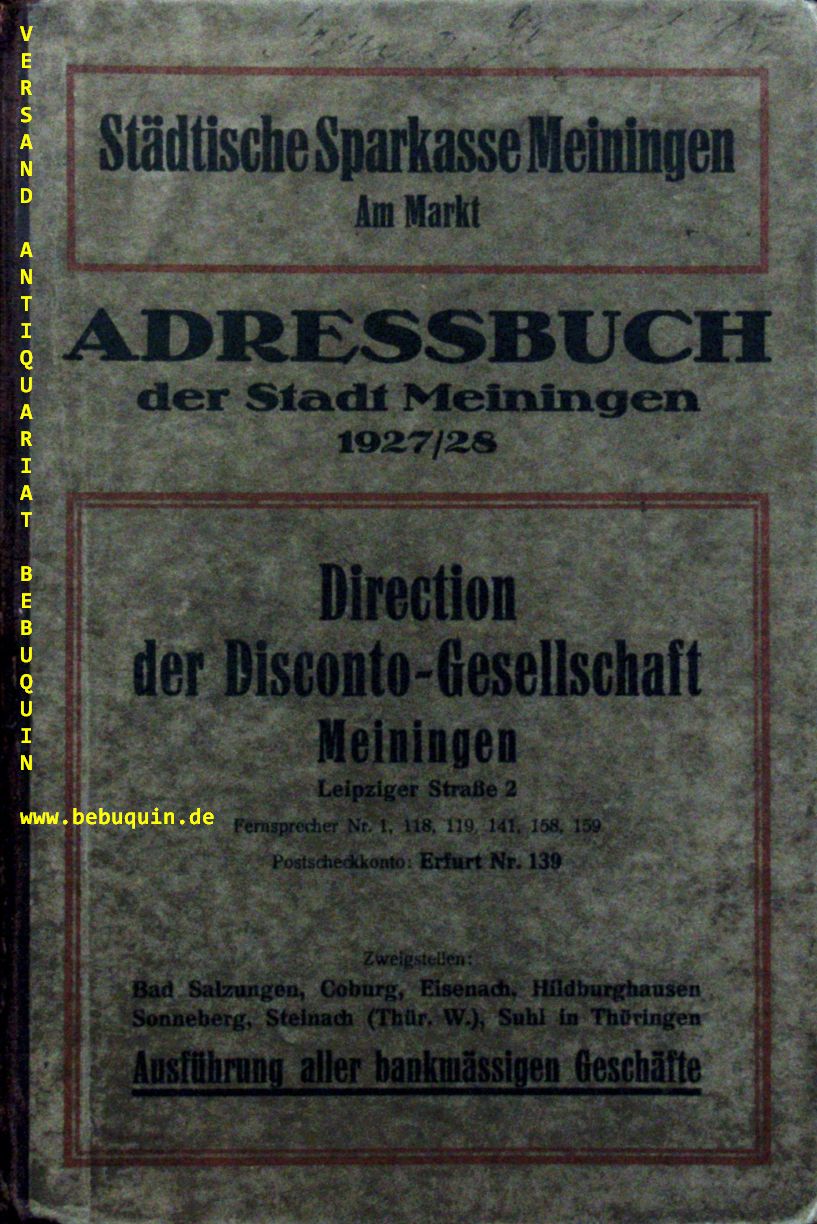 VERSAND ANTIQUARIAT BEBUQUIN
www.bebuquin.de
Städtische Sparkasse Meiningen
Am Markt
ADRESSBUCH
der Stadt Meiningen
1927/28
Direction
der Disconto-Gesellschaft
Meiningen
Leipziger Straße 2
Fernsprecher Nr. 1, 118, 119, 141, 158, 159
Postscheckkonto: Erfurt Nr. 139
Zweigstellen:
Bad Salzungen, Coburg, Eisenach, Hildburghausen
Sonneberg, Steinach (Thür. W.), Suhl in Thüringen
Ausführung aller bankmässigen Geschäfte